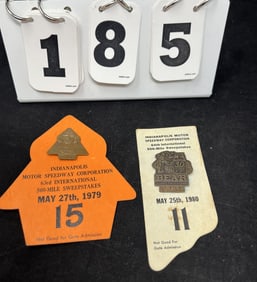 1 8 5
INDIANAPOLIS
MOTOR SPEEDWAY CORPORATION
63rd INTERNATIONAL
500-MILE SWEEPSTAKES
MAY 27th, 1979
15
Not Good for Gate Admission
INDIANAPOLIS MOTOR
SPEEDWAY CORPORATION
64th International
500-Mile Sweepstakes
MAY 25th, 1980
11
Not Good For
Gate Admission